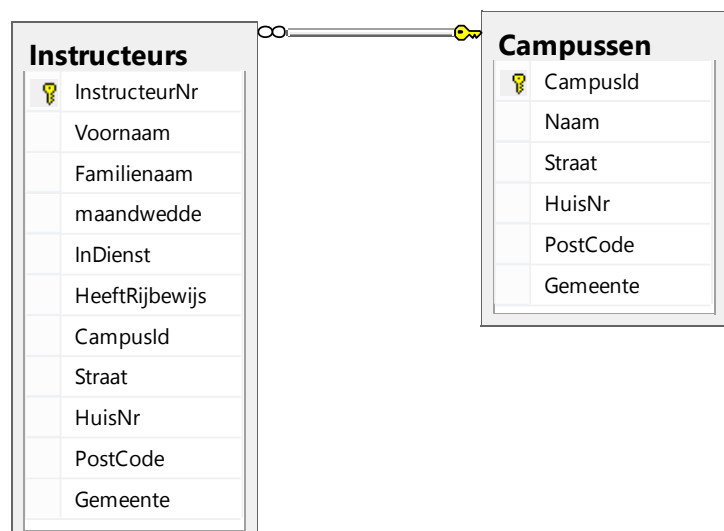 Instructeurs
InstructeurNr
Voornaam
Familienaam
maandwedde
InDienst
HeeftRijbewijs
CampusId
Straat
HuisNr
PostCode
Gemeente
Campussen
CampusId
Naam
Straat
HuisNr
PostCode
Gemeente